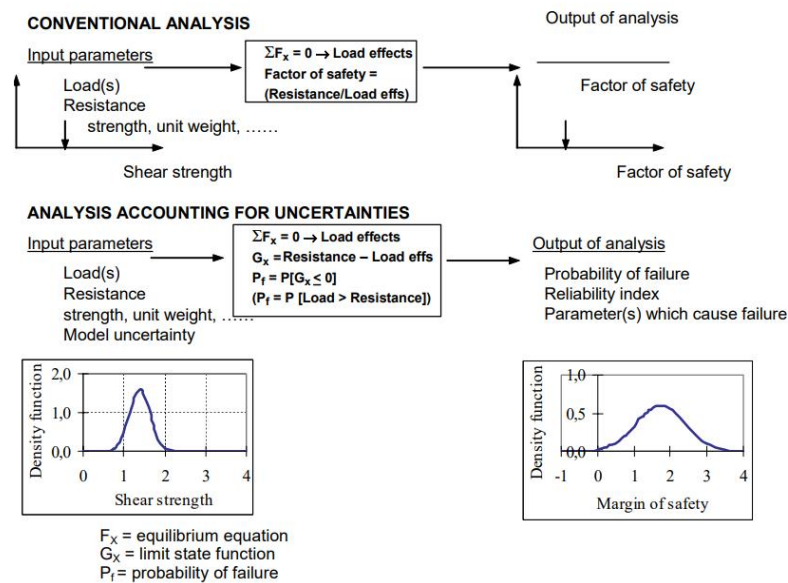 CONVENTIONAL ANALYSIS
Input parameters
Load(s)
Resistance
strength, unit weight, ……
Shear strength
ΣFx = 0 → Load effects
Factor of safety =
(Resistance/Load effs)
Output of analysis
Factor of safety
Factor of safety
ANALYSIS ACCOUNTING FOR UNCERTAINTIES
Input parameters
Load(s)
Resistance
strength, unit weight, ……
Model uncertainty
ΣFx = 0 → Load effects
Gx = Resistance – Load effs
Pf = P[Gx ≤ 0]
(Pf = P [Load > Resistance])
Output of analysis
Probability of failure
Reliability index
Parameter(s) which cause failure
Density function
2,0
1,0
0,0
0 1 2 3 4
Shear strength
Density function
1,0
0,5
0,0
-1 0 1 2 3 4
Margin of safety
FX = equilibrium equation
GX = limit state function
Pf = probability of failure